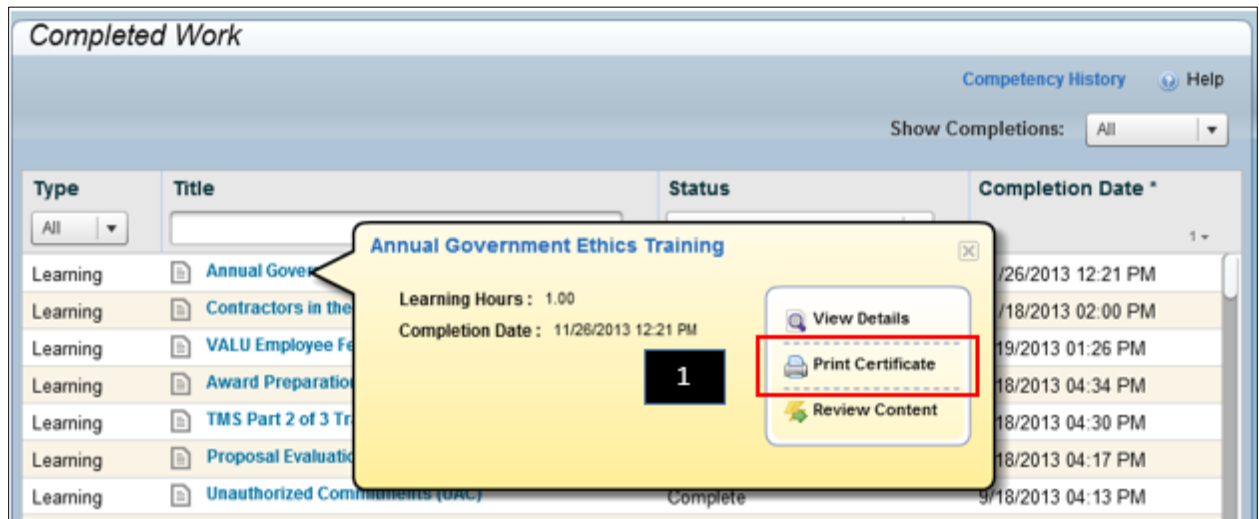 Completed Work
Competency History Help
Show Completions: All
Type Title Status Completion Date *
All
1
Annual Government Ethics Training
Learning Annual Gover /26/2013 12:21 PM
Learning Hours : 1.00
View Details
Learning Contractors in the /18/2013 02:00 PM
Completion Date : 11/26/2013 12:21 PM
Learning VALU Employee Fe 19/2013 01:26 PM
1
Print Certificate
Learning Award Preparatio 18/2013 04:34 PM
Review Content
Learning TMS Part 2 of 3 Tr 18/2013 04:30 PM
Learning Proposal Evaluatio 18/2013 04:17 PM
Learning Unauthorized Commitments (UAC) Complete 9/18/2013 04:13 PM